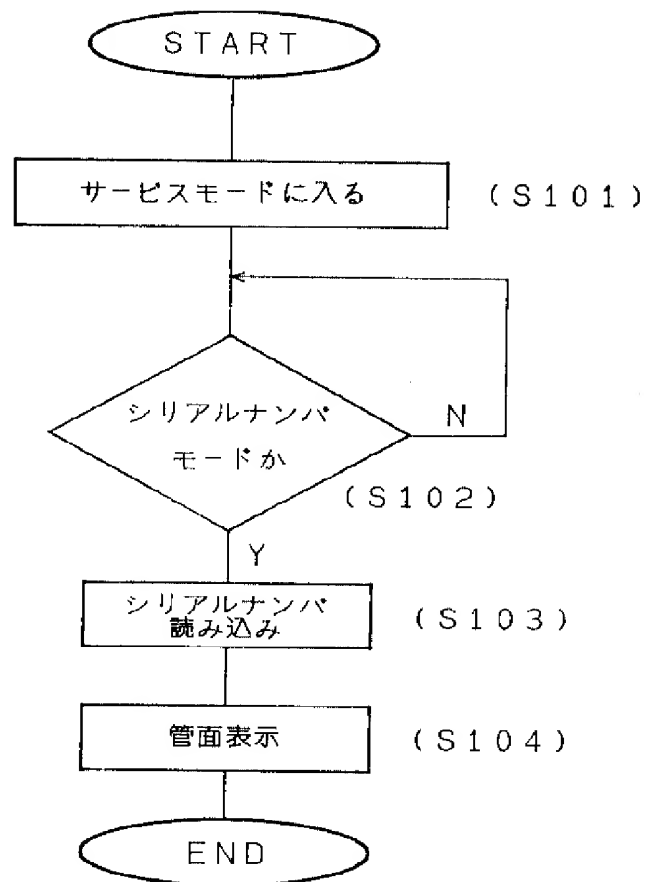 START
サービスモードに入る
(S101)
シリアルナンバ
モードか
N
(S102)
Y
シリアルナンバ
読み込み
(S103)
管面表示
(S104)
END